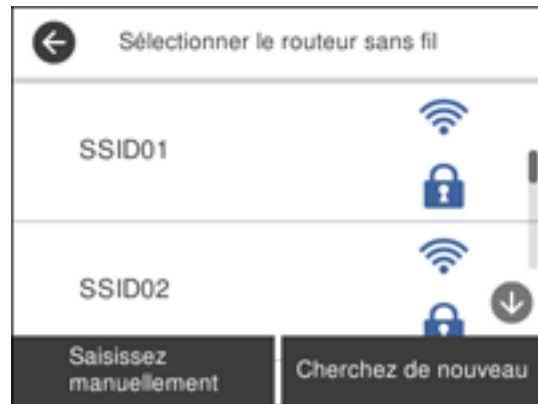 Sélectionner le routeur sans fil
SSID01
SSID02
Saisissez
manuellement
Cherchez de nouveau